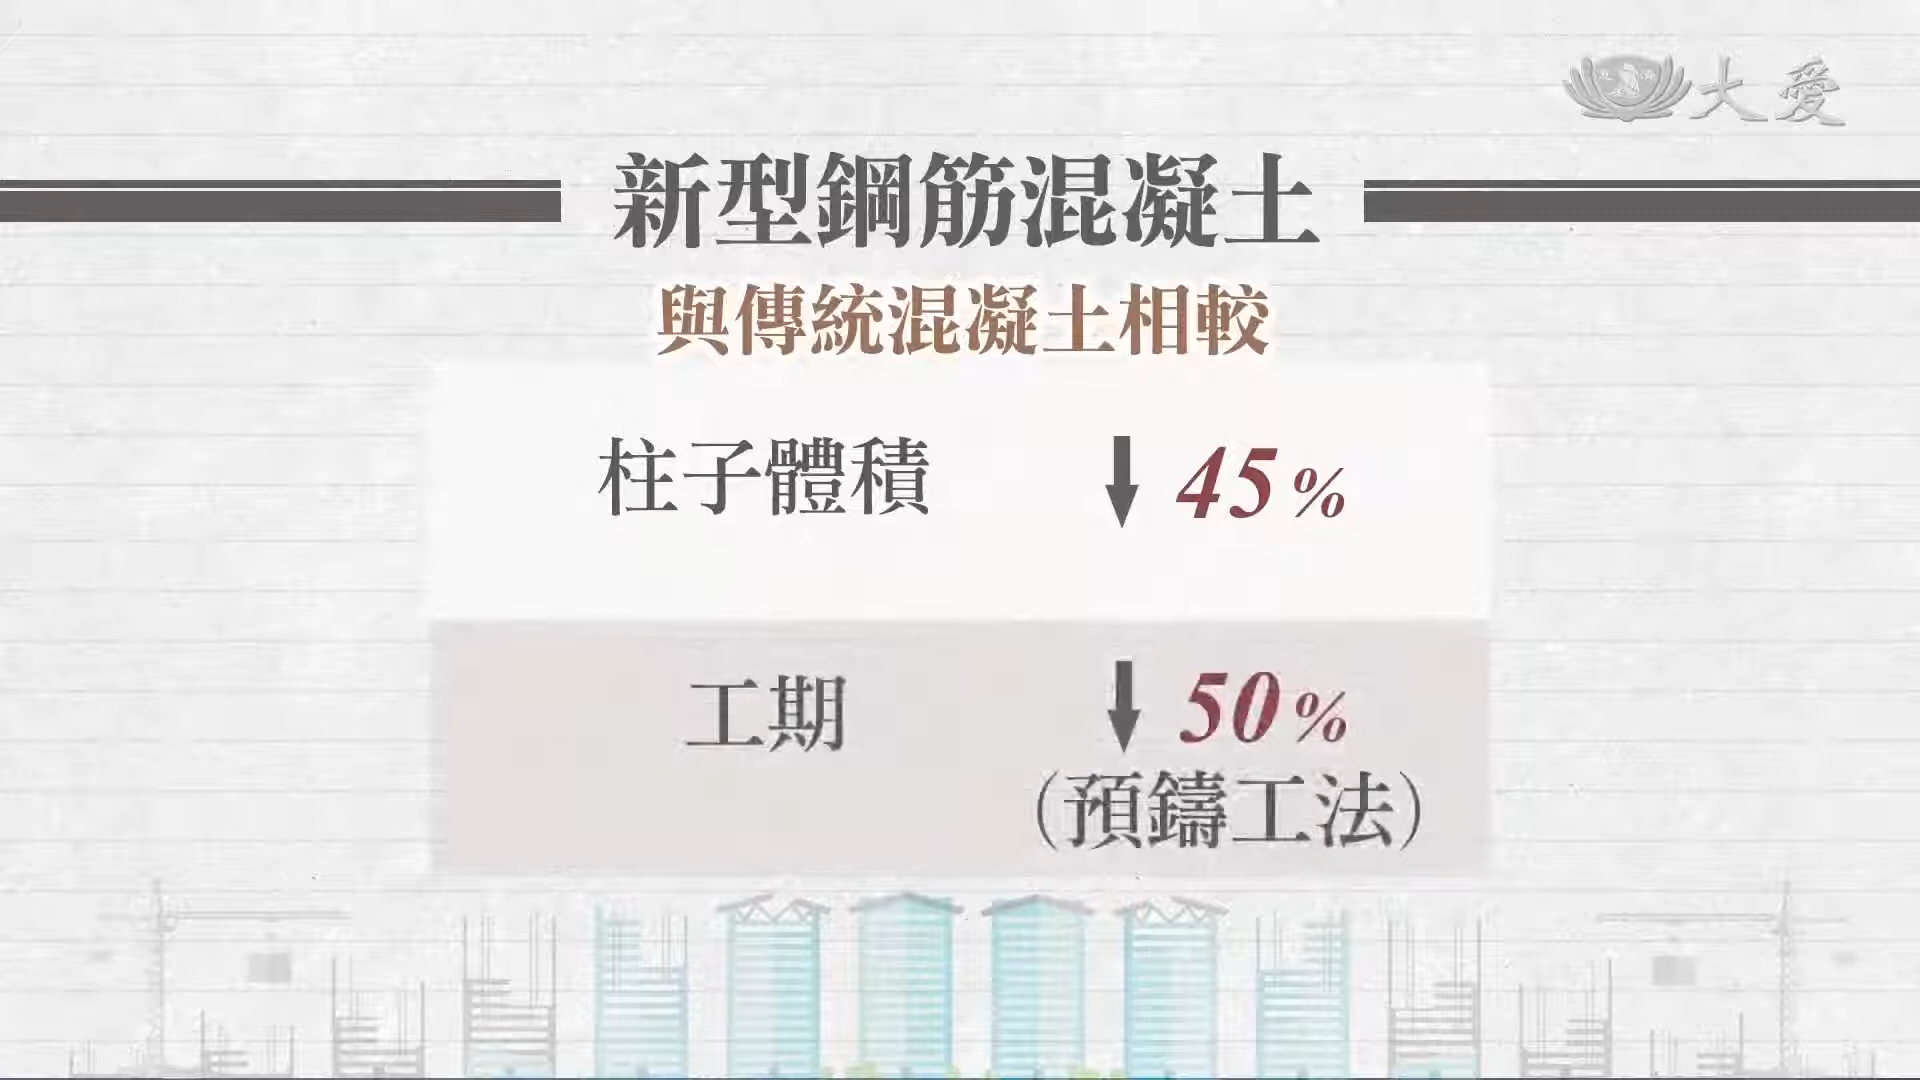 大愛
新型鋼筋混凝土
與傳統混凝土相較
柱子體積 ↓ 45%
工期 ↓ 50%
(預鑄工法)